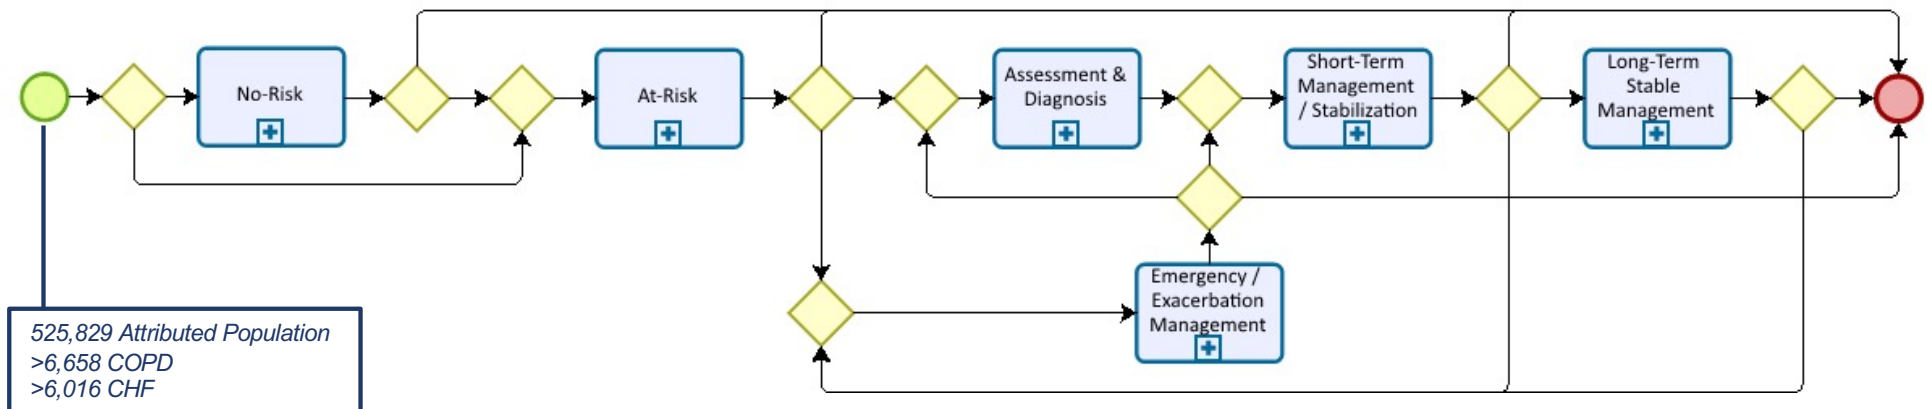 No-Risk
At-Risk
Assessment &
Diagnosis
Short-Term
Management
/ Stabilization
Long-Term
Stable
Management
Emergency /
Exacerbation
Management
525,829 Attributed Population
>6,658 COPD
>6,016 CHF